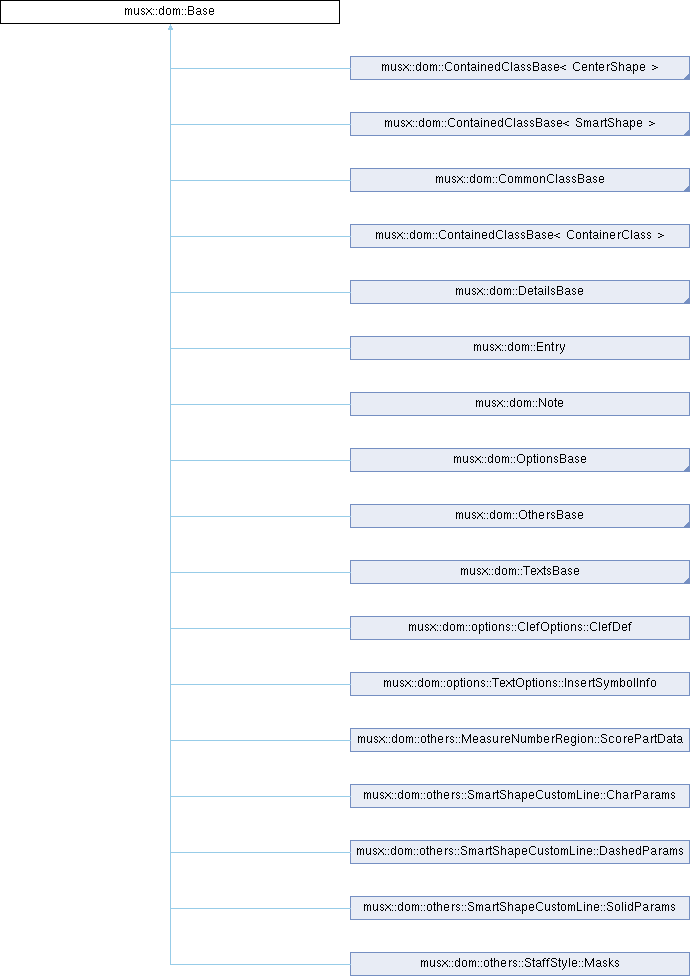 musx::dom::Base
musx::dom::ContainedClassBase< CenterShape >
musx::dom::ContainedClassBase< SmartShape >
musx::dom::CommonClassBase
musx::dom::ContainedClassBase< ContainerClass >
musx::dom::DetailsBase
musx::dom::Entry
musx::dom::Note
musx::dom::OptionsBase
musx::dom::OthersBase
musx::dom::TextsBase
musx::dom::options::ClefOptions::ClefDef
musx::dom::options::TextOptions::InsertSymbolInfo
musx::dom::others::MeasureNumberRegion::ScorePartData
musx::dom::others::SmartShapeCustomLine::CharParams
musx::dom::others::SmartShapeCustomLine::DashedParams
musx::dom::others::SmartShapeCustomLine::SolidParams
musx::dom::others::StaffStyle::Masks